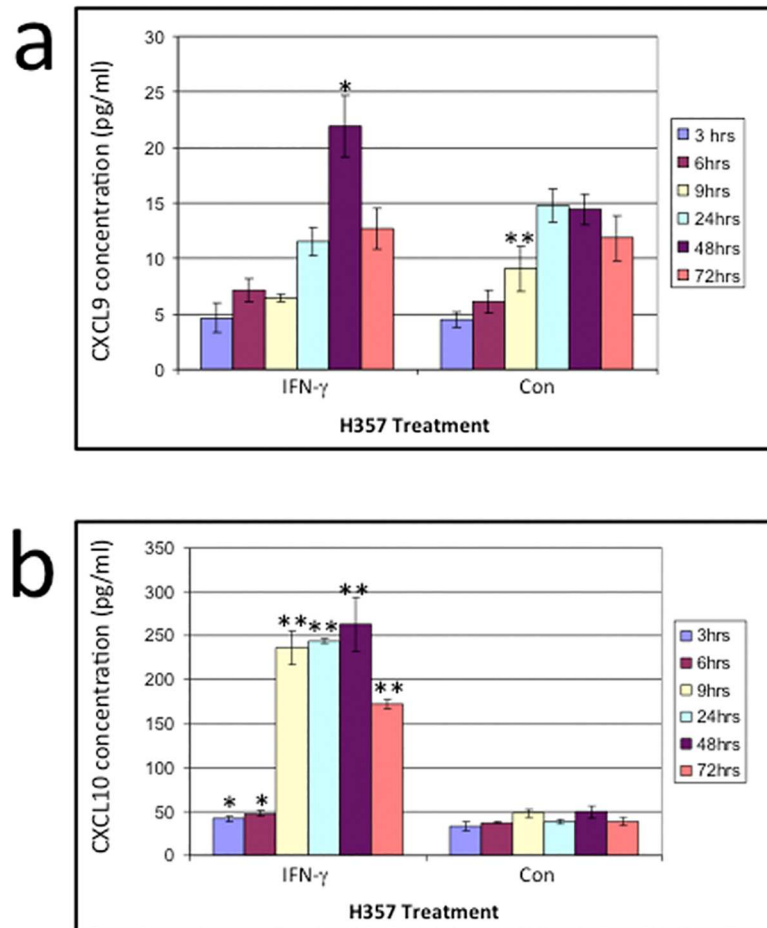 a
CXCL9 concentration (pg/ml)
30
25
20
15
10
5
0
*
**
IFN-γ
Con
H357 Treatment
3 hrs
6hrs
9hrs
24hrs
48hrs
72hrs
b
CXCL10 concentration (pg/ml)
350
300
250
200
150
100
50
0
* * ** ** ** **
IFN-γ
Con
H357 Treatment
3hrs
6hrs
9hrs
24hrs
48hrs
72hrs